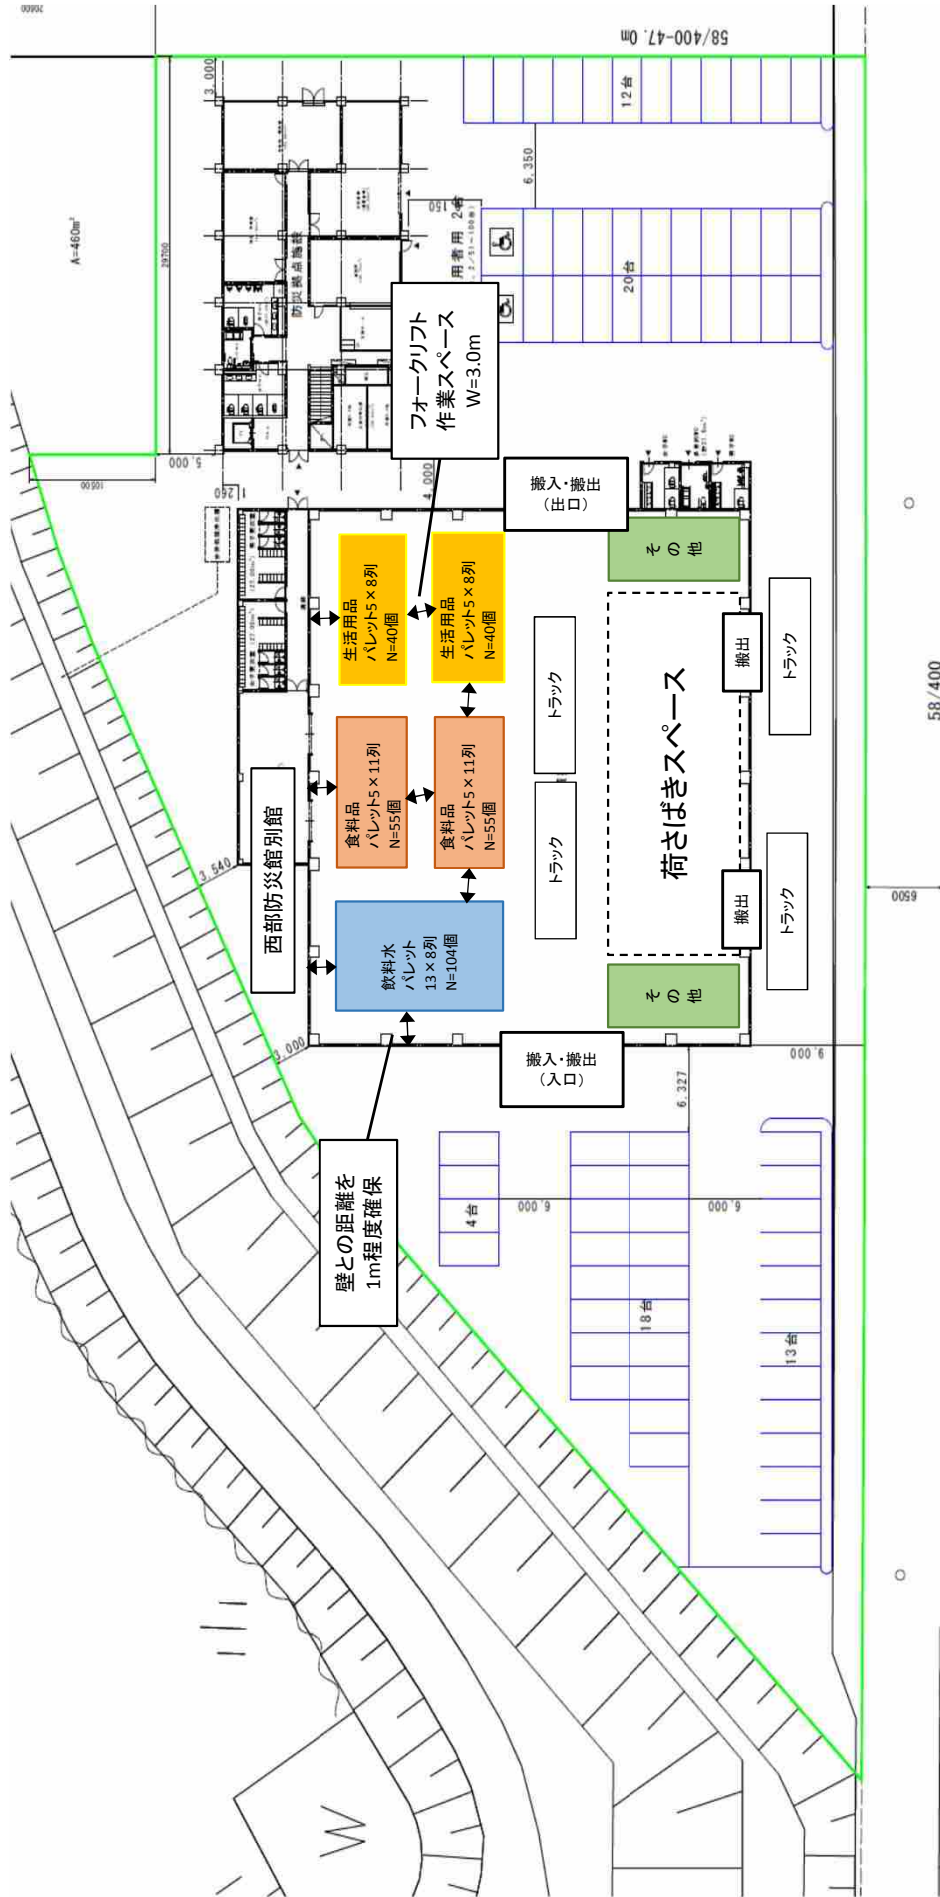 58/400-47.0m
12台
6,350
20台
用者用 2台
150
3,000
A=460m²
29700
防災拠点施設
フォークリフト
作業スペース
W=3.0m
5,000
10500
1,260
4,000
搬入・搬出
（出口）
その他
生活用品
パレット5×8列
N=40個
生活用品
パレット5×8列
N=40個
トラック
搬出
トラック
荷さばきスペース
58/400
食料品
パレット5×11列
N=55個
食料品
パレット5×11列
N=55個
トラック
搬出
トラック
西部防災館別館
3,540
飲料水
パレット
13×8列
N=104個
その他
6500
3,000
搬入・搬出
（入口）
9,000
6,327
壁との距離を
1m程度確保
4台
6,000
6,000
18台
13台
W